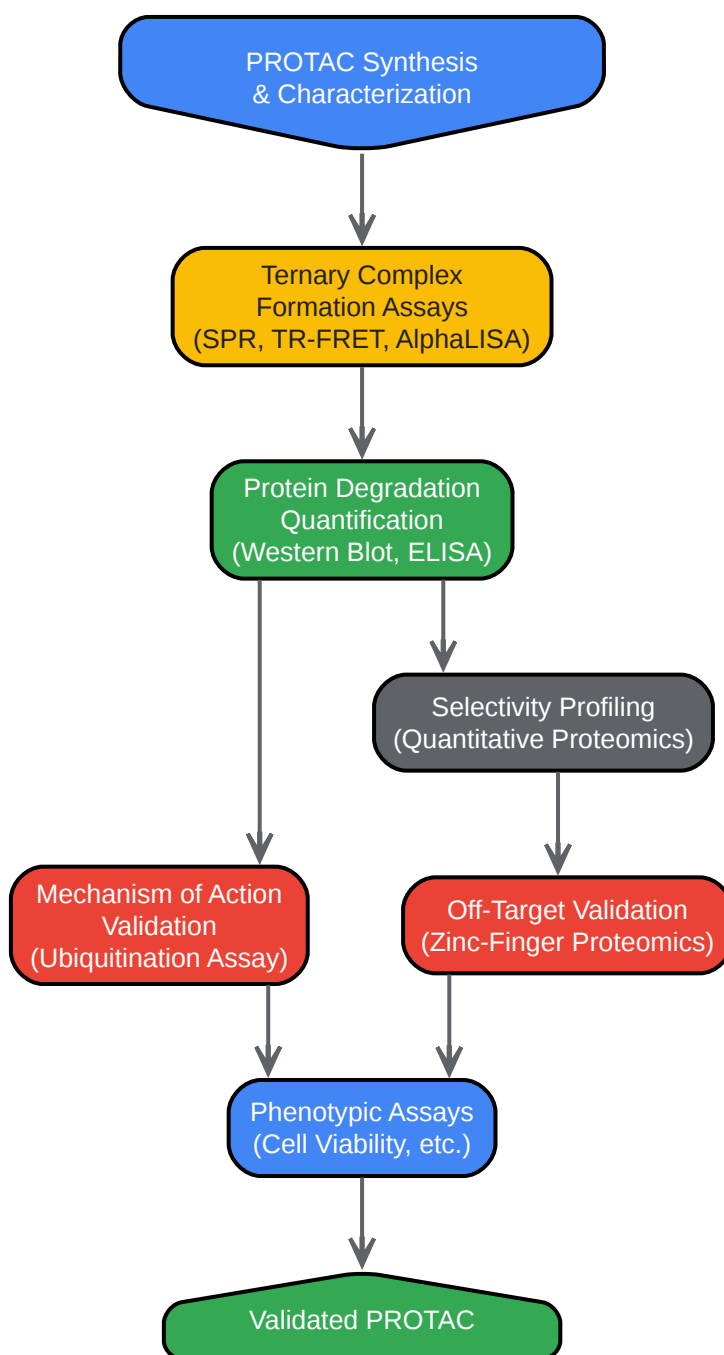 PROTAC Synthesis
& Characterization
Ternary Complex
Formation Assays
(SPR, TR-FRET, AlphaLISA)
Protein Degradation
Quantification
(Western Blot, ELISA)
Selectivity Profiling
(Quantitative Proteomics)
Mechanism of Action
Validation
(Ubiquitination Assay)
Off-Target Validation
(Zinc-Finger Proteomics)
Phenotypic Assays
(Cell Viability, etc.)
Validated PROTAC